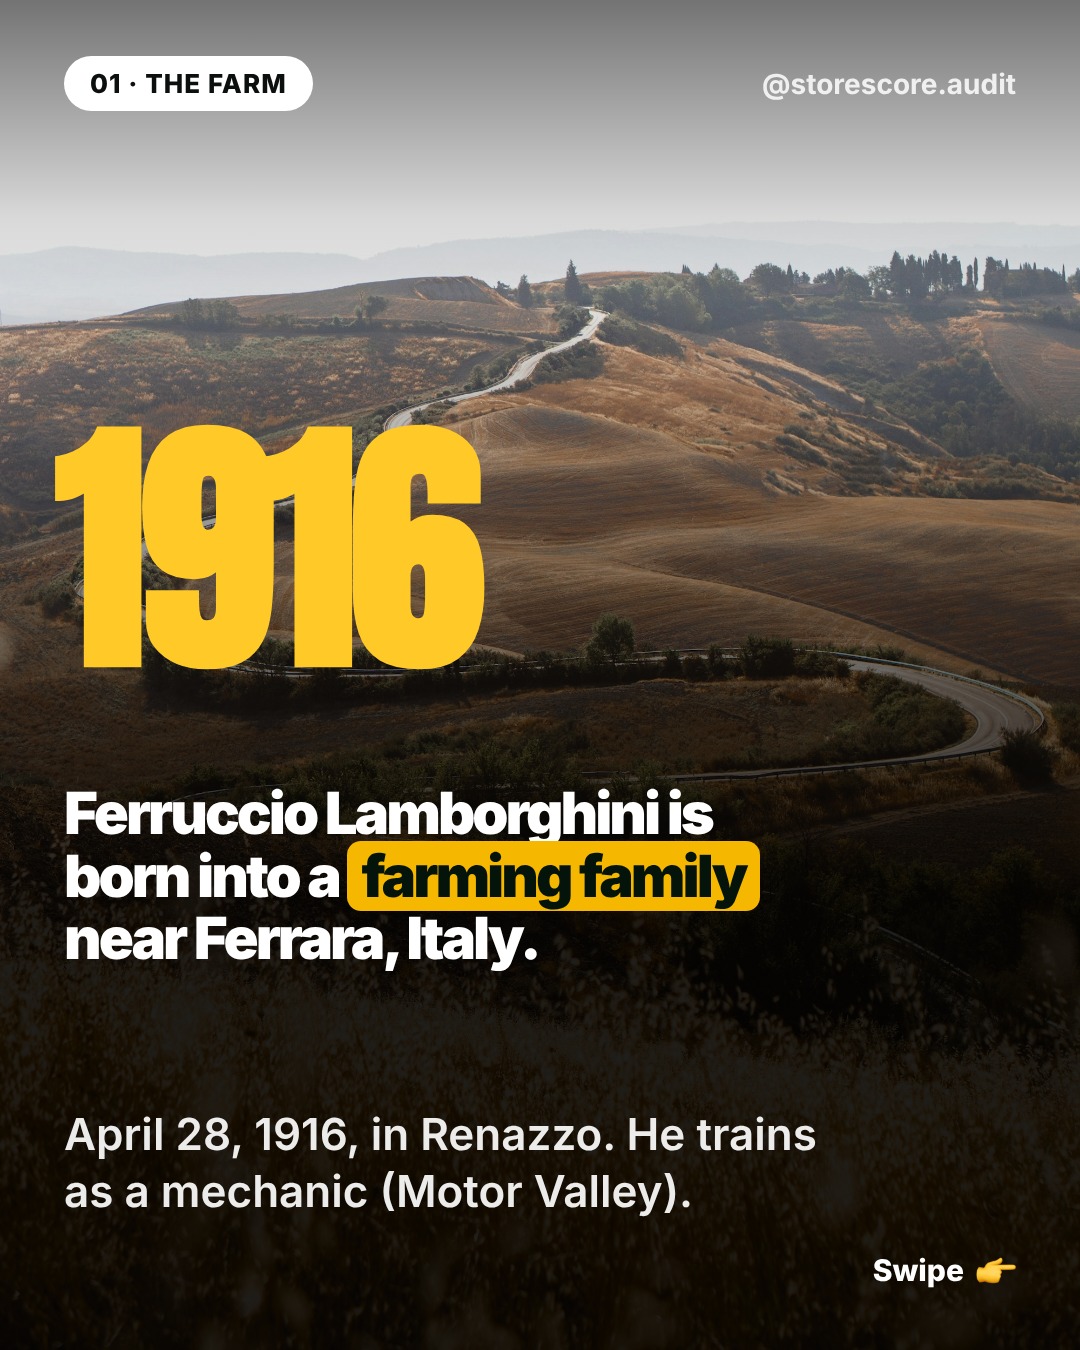 01 · THE FARM
@storescore.audit
1916
Ferruccio Lamborghini is
born into a farming family
near Ferrara, Italy.
April 28, 1916, in Renazzo. He trains
as a mechanic (Motor Valley).
Swipe 👉